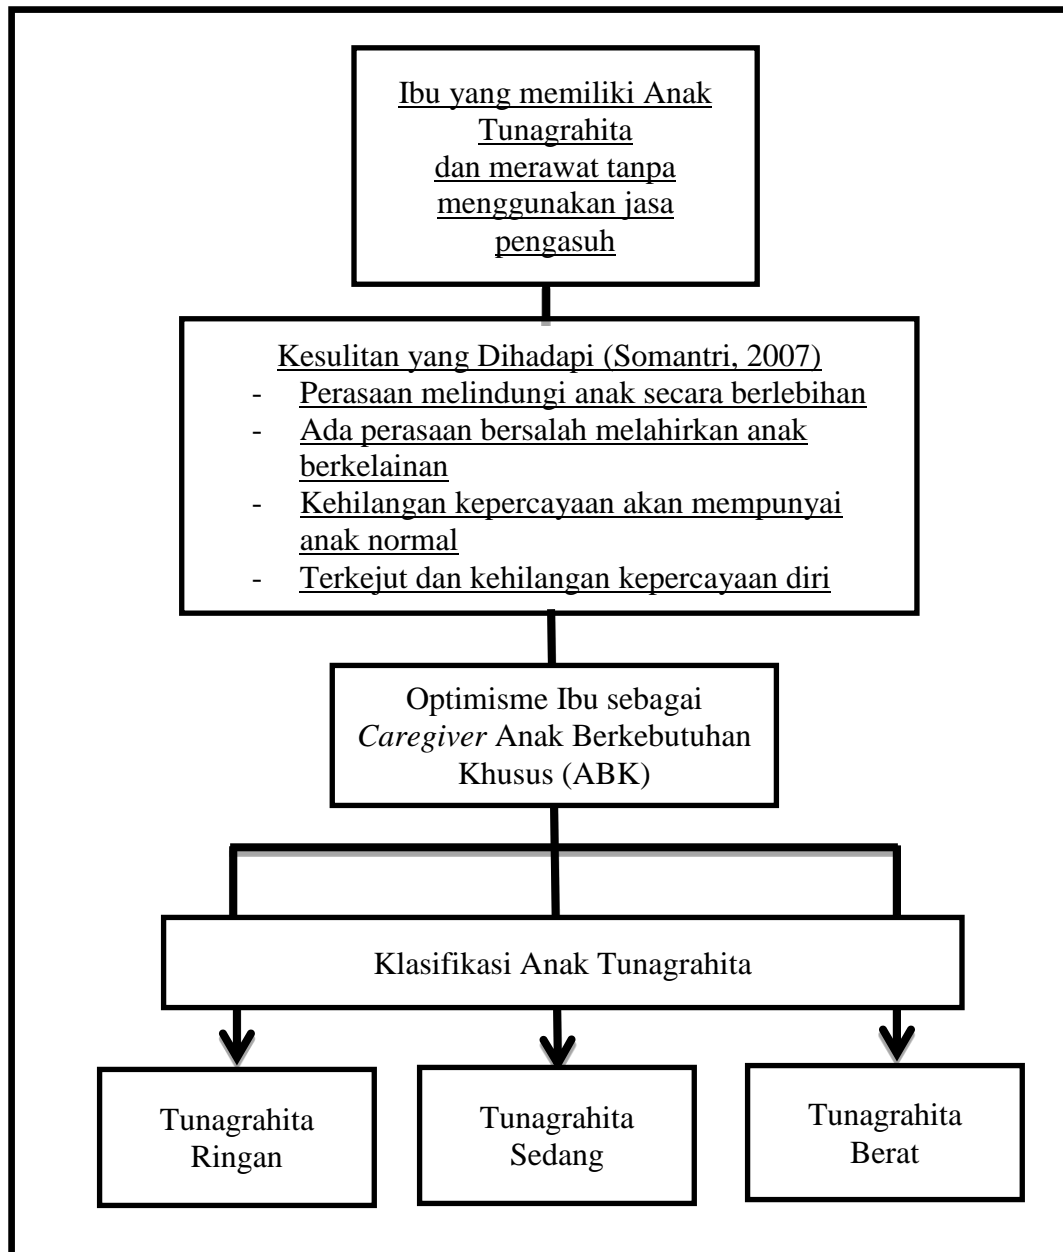 Ibu yang memiliki Anak
Tunagrahita
dan merawat tanpa
menggunakan jasa
pengasuh
Kesulitan yang Dihadapi (Somantri, 2007)
- Perasaan melindungi anak secara berlebihan
- Ada perasaan bersalah melahirkan anak
berkelainan
- Kehilangan kepercayaan akan mempunyai
anak normal
- Terkejut dan kehilangan kepercayaan diri
Optimisme Ibu sebagai
Caregiver Anak Berkebutuhan
Khusus (ABK)
Klasifikasi Anak Tunagrahita
Tunagrahita
Ringan
Tunagrahita
Sedang
Tunagrahita
Berat